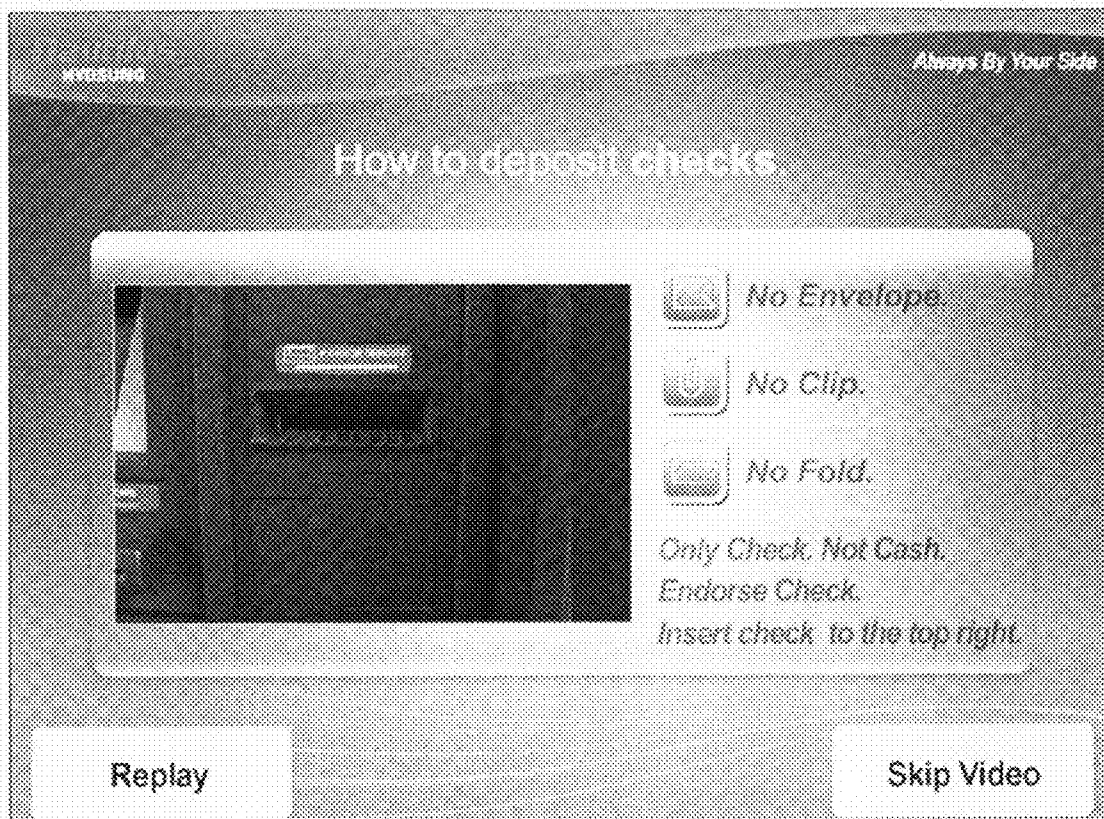 HYOSUNG
Always By Your Side
How to deposit checks.
No Envelope.
No Clip.
No Fold.
Only Check. Not Cash.
Endorse Check.
Insert check to the top right.
Replay
Skip Video